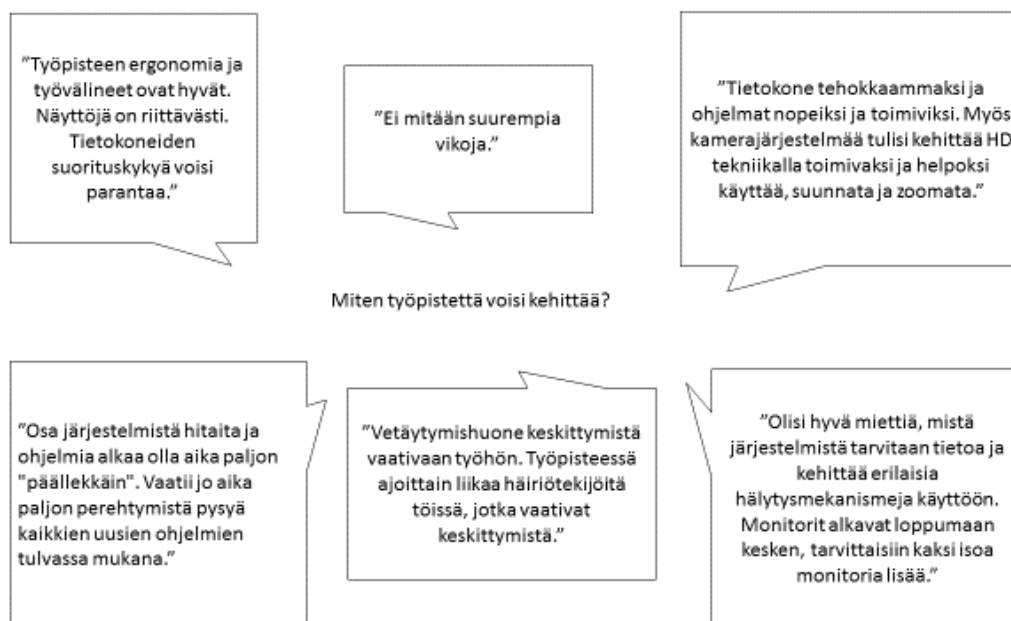 ”Työpisteen ergonomia ja
työvälineet ovat hyvät.
Näyttöjä on riittävästi.
Tietokoneiden
suorituskykyä voisi
parantaa.”
”Ei mitään suurempia
vikoja.”
”Tietokone tehokkaammaksi ja
ohjelmat nopeiksi ja toimiviksi. Myös
kamerajärjestelmää tulisi kehittää HD
tekniikalla toimivaksi ja helpoksi
käyttää, suunnata ja zoomata.”
Miten työpistettä voisi kehittää?
”Osa järjestelmistä hitaita ja
ohjelmia alkaa olla aika paljon
"päällekkäin". Vaatii jo aika
paljon perehtymistä pysyä
kaikkien uusien ohjelmien
tulvassa mukana.”
”Vetäytymishuone keskittymistä
vaativaan työhön. Työpisteessä
ajoittain liikaa häiriötekijöitä
töissä, jotka vaativat
keskittymistä.”
”Olisi hyvä miettiä, mistä
järjestelmistä tarvitaan tietoa ja
kehittää erilaisia
hälytysmekanismeja käyttöön.
Monitorit alkavat loppumaan
kesken, tarvittaisiin kaksi isoa
monitoria lisää.”